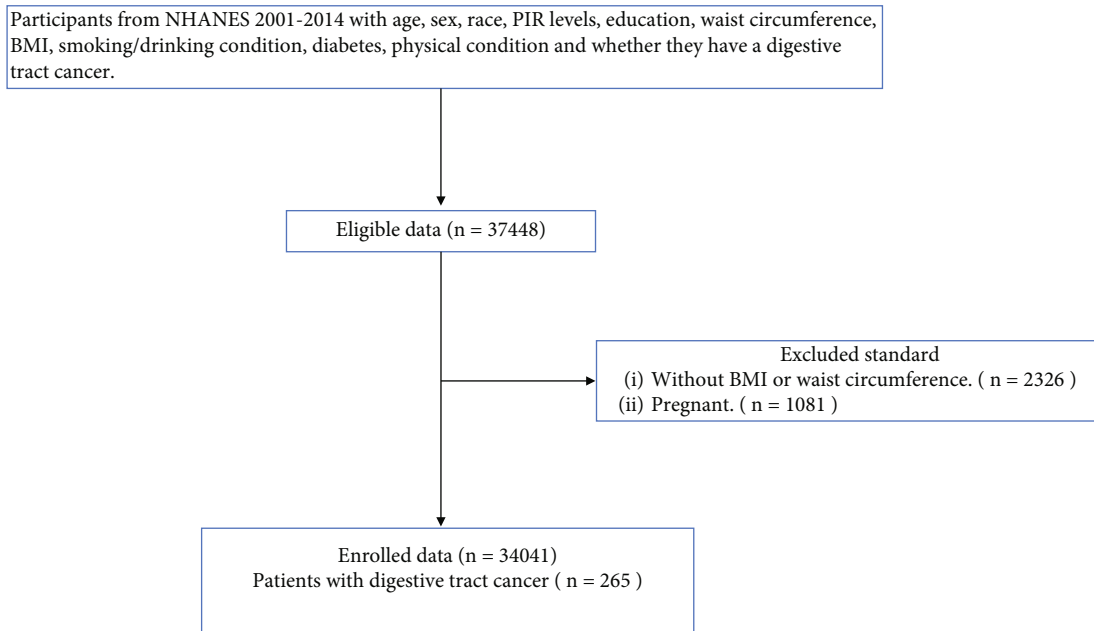 Participants from NHANES 2001-2014 with age, sex, race, PIR levels, education, waist circumference,
BMI, smoking/drinking condition, diabetes, physical condition and whether they have a digestive
tract cancer.
Eligible data (n = 37448)
Excluded standard
(i) Without BMI or waist circumference. ( n = 2326 )
(ii) Pregnant. ( n = 1081 )
Enrolled data (n = 34041)
Patients with digestive tract cancer ( n = 265 )